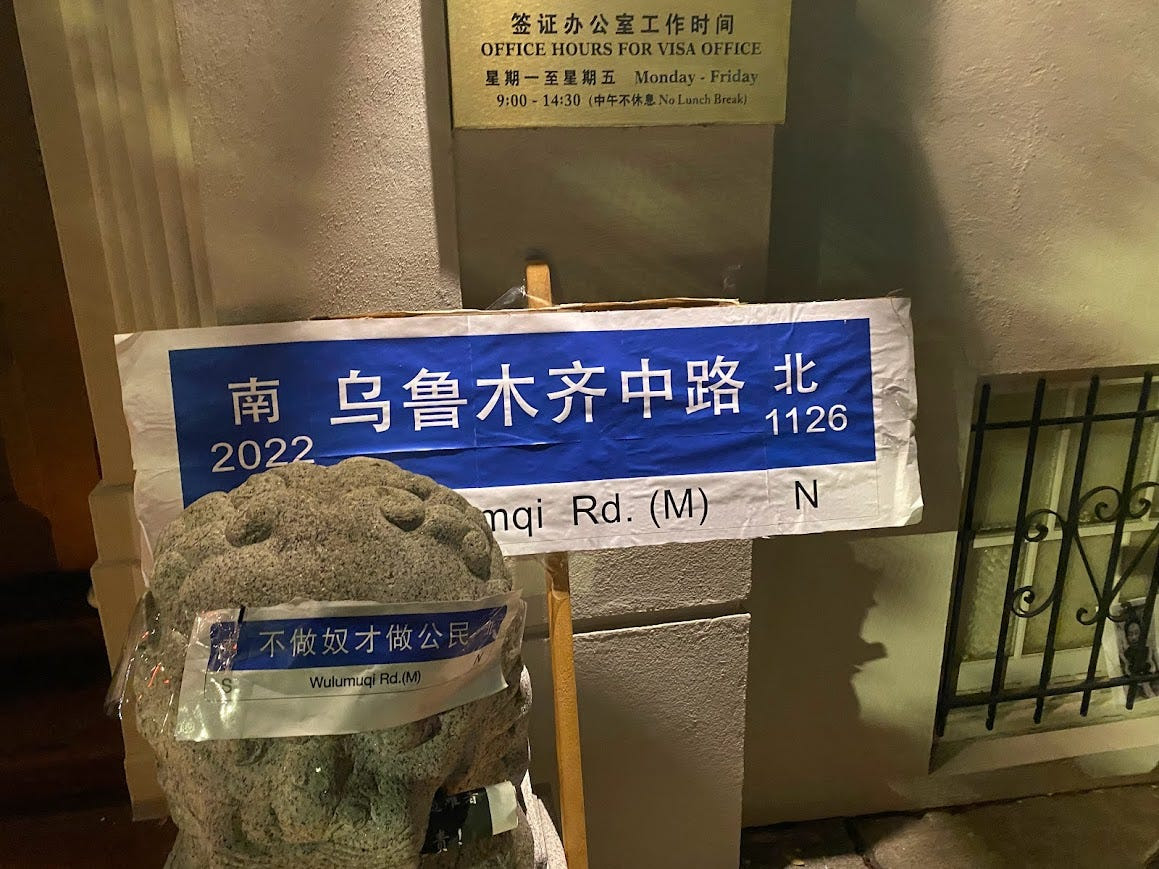 签证办公室工作时间
OFFICE HOURS FOR VISA OFFICE
星期一至星期五 Monday - Friday
9:00 - 14:30 (中午不休息 No Lunch Break)
南 乌鲁木齐中路 北
2022 1126
mqi Rd. (M) N
不做奴才做公民
S Wulumuqi Rd.(M) N